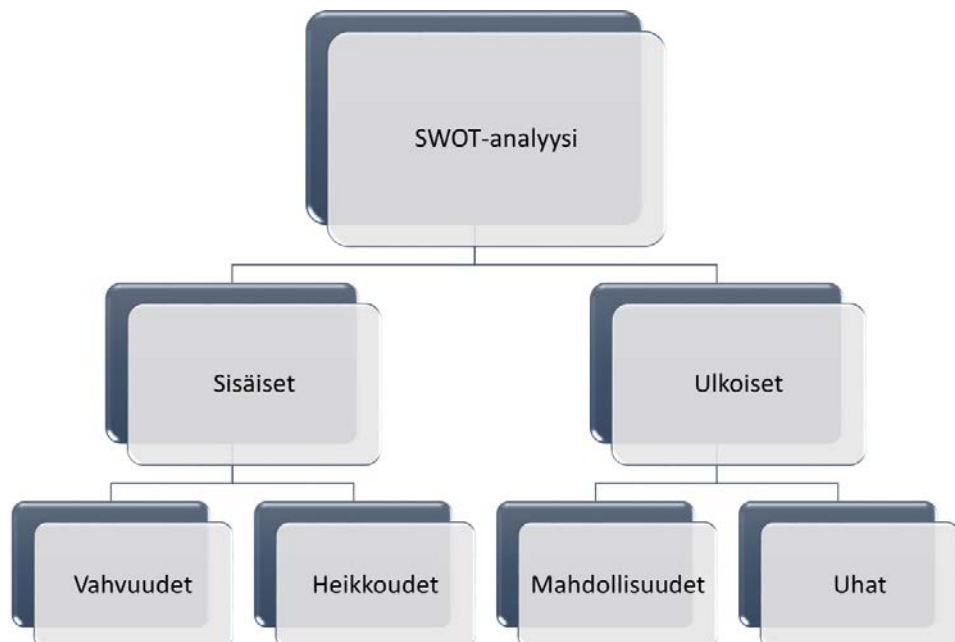 SWOT-analyysi
Sisäiset
Ulkoiset
Vahvuudet
Heikkoudet
Mahdollisuudet
Uhat